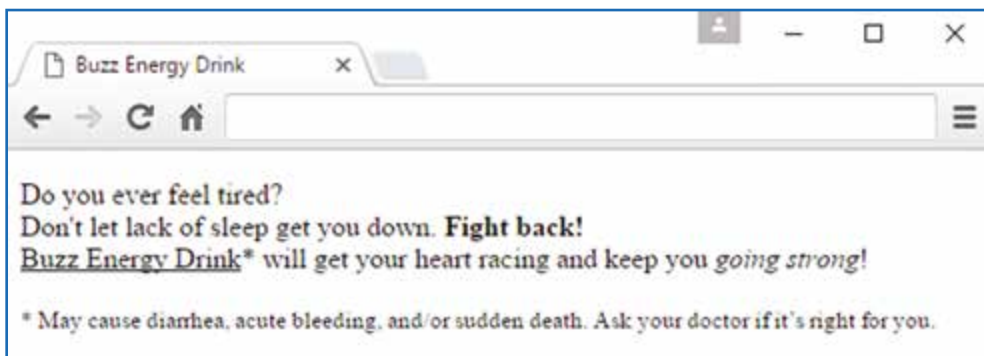 Buzz Energy Drink
Do you ever feel tired?
Don't let lack of sleep get you down. Fight back!
Buzz Energy Drink* will get your heart racing and keep you going strong!
* May cause diarrhea, acute bleeding, and/or sudden death. Ask your doctor if it's right for you.